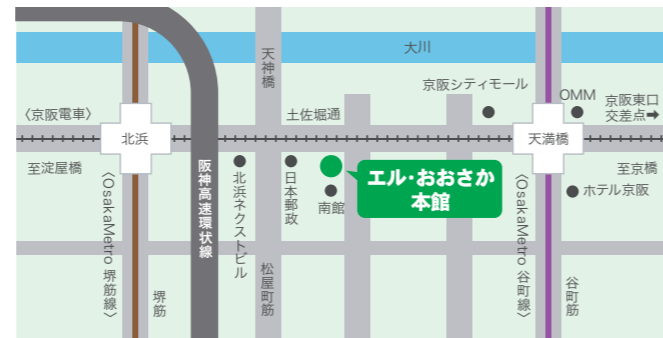 大川
天神橋
京阪シティモール
OMM
京阪東口
交差点➡
〈京阪電車〉
土佐堀通
北浜
天満橋
至淀屋橋
至京橋
阪神高速環状線
北浜ネクストビル
日本郵政
南館
エル・おおさか
本館
ホテル京阪
〈OsakaMetro 堺筋線〉
堺筋
松屋町筋
〈OsakaMetro 谷町線〉
谷町筋